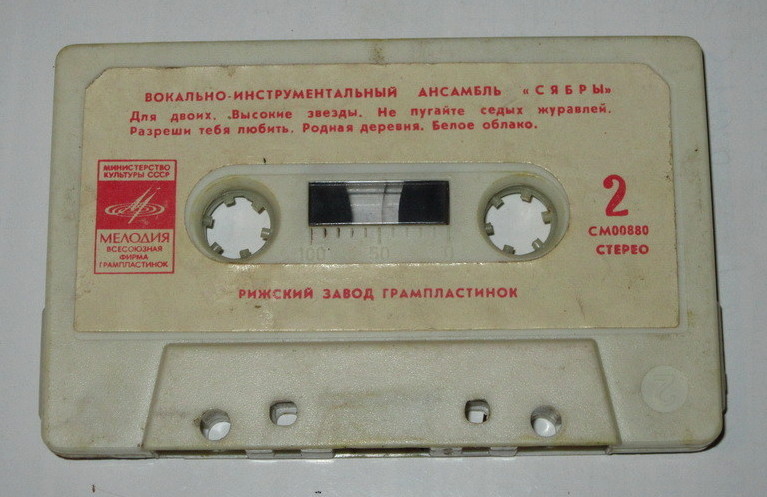 ВОКАЛЬНО-ИНСТРУМЕНТАЛЬНЫЙ АНСАМБЛЬ «СЯБРЫ»
Для двоих. Высокие звезды. Не пугайте седых журавлей.
Разреши тебя любить. Родная деревня. Белое облако.
МИНИСТЕРСТВО
КУЛЬТУРЫ СССР
МЕЛОДИЯ
ВСЕСОЮЗНАЯ
ФИРМА
ГРАМПЛАСТИНОК
2
СМ00880
СТЕРЕО
100 50 0
РИЖСКИЙ ЗАВОД ГРАМПЛАСТИНОК
2